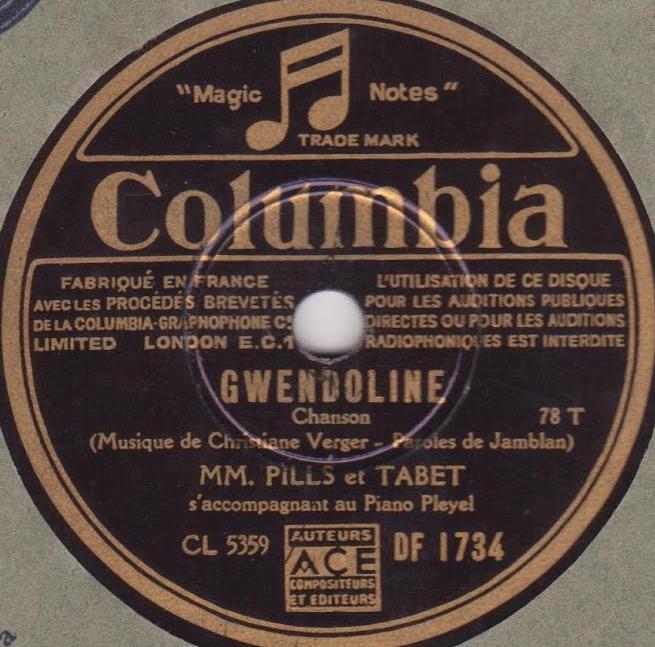 "Magic Notes"
TRADE MARK
Columbia
FABRIQUÉ EN FRANCE
AVEC LES PROCÉDÉS BREVETÉS
DE LA COLUMBIA-GRAPHOPHONE Cº
LIMITED LONDON E.C.1
L'UTILISATION DE CE DISQUE
POUR LES AUDITIONS PUBLIQUES
DIRECTES OU POUR LES AUDITIONS
RADIOPHONIQUES EST INTERDITE
GWENDOLINE
Chanson
78 T
(Musique de Christiane Verger - Paroles de Jamblan)
MM. PILLS et TABET
s'accompagnant au Piano Pleyel
CL 5359
AUTEURS
ACE
COMPOSITEURS
ET EDITEURS
DF 1734